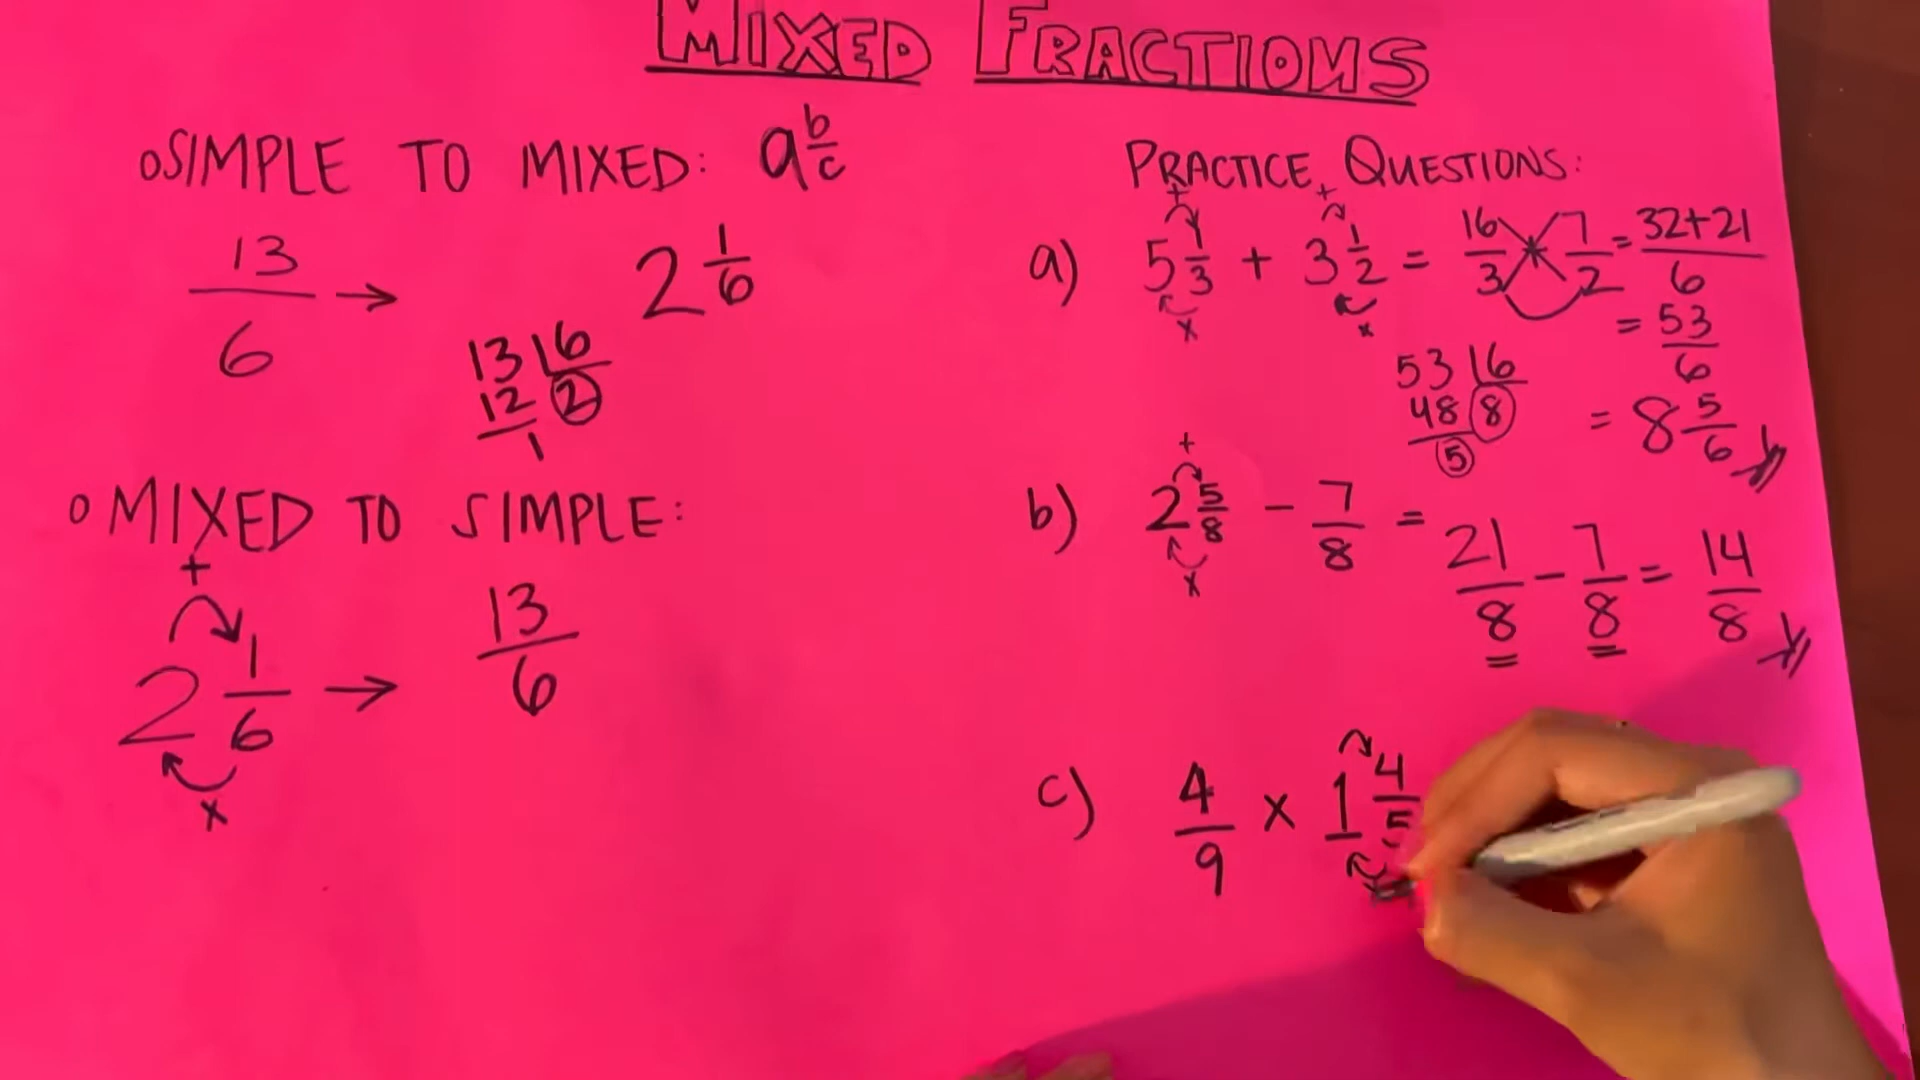 MIXED FRACTIONS
SIMPLE TO MIXED: a b/c
13/6 → 2 1/6
13 | 6
12 2
1
MIXED TO SIMPLE:
+
2 1/6 → 13/6
x
PRACTICE QUESTIONS:
+ +
a) 5 1/3 + 3 1/2 = 16/3 7/2 = 32+21/6
x x
= 53/6
53 | 6
48 8
5
= 8 5/6
+
b) 2 5/8 - 7/8 = 21/8 - 7/8 = 14/8
x
c) 4/9 x 1 4/5